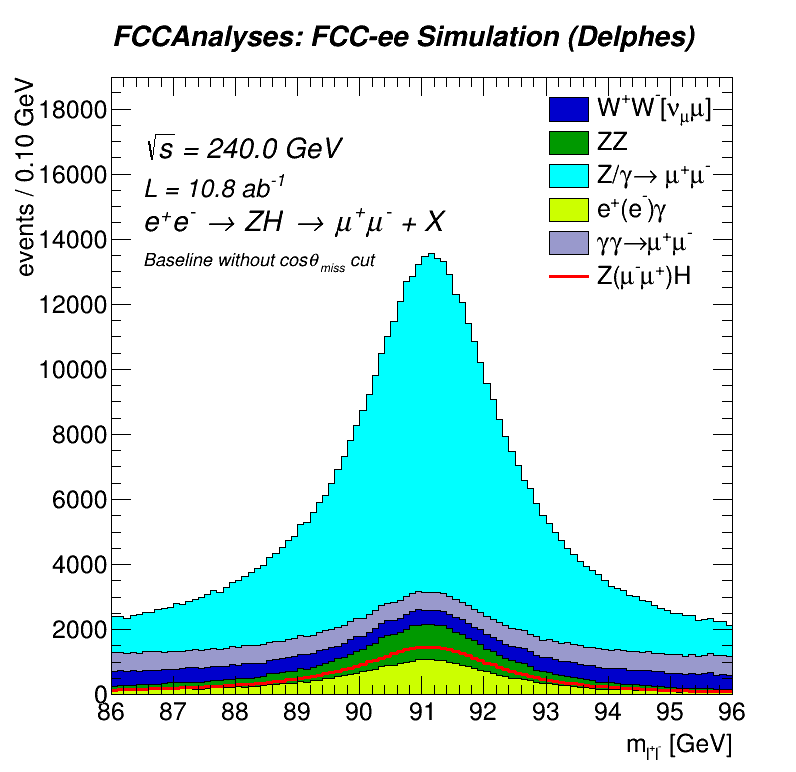 FCCAnalyses: FCC-ee Simulation (Delphes)
events / 0.10 GeV
18000
16000
14000
12000
10000
8000
6000
4000
2000
0
√s = 240.0 GeV
L = 10.8 ab⁻¹
e⁺e⁻ → ZH → μ⁺μ⁻ + X
Baseline without cosθ_miss cut
W⁺W⁻[ν_μμ]
ZZ
Z/γ→ μ⁺μ⁻
e⁺(e⁻)γ
γγ→μ⁺μ⁻
Z(μ⁻μ⁺)H
86 87 88 89 90 91 92 93 94 95 96
m_l⁺l⁻ [GeV]